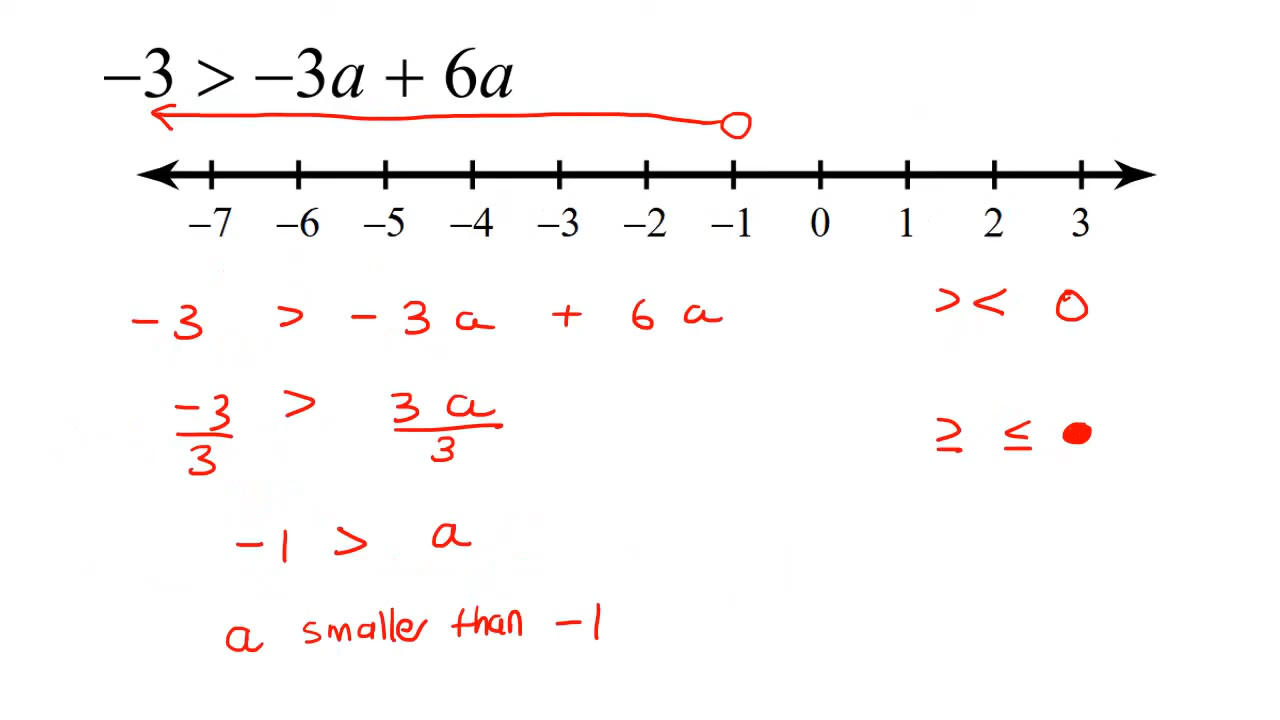 −3 > −3a + 6a
−7 −6 −5 −4 −3 −2 −1 0 1 2 3
-3 > -3a + 6a
> <
-3 > 3a
3 3
≥ ≤
-1 > a
a smaller than -1